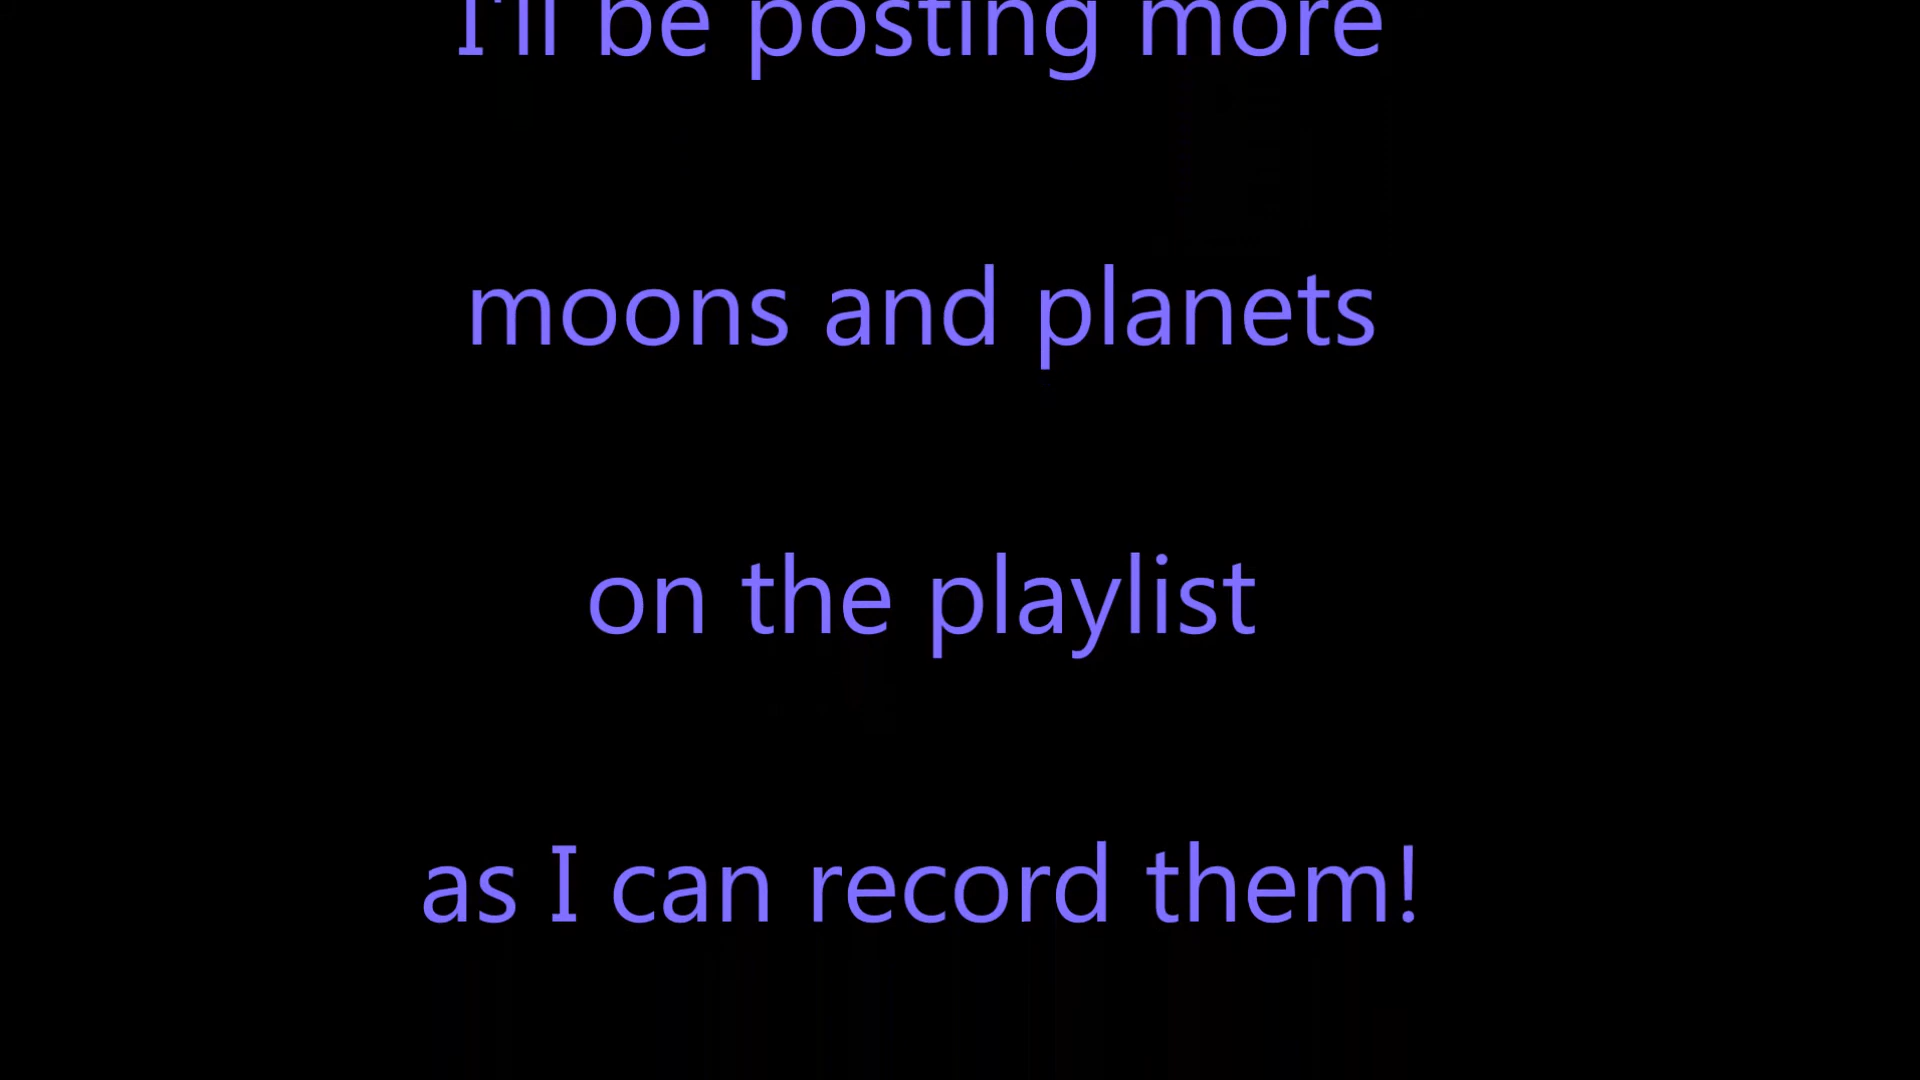 I'll be posting more
moons and planets
on the playlist
as I can record them!